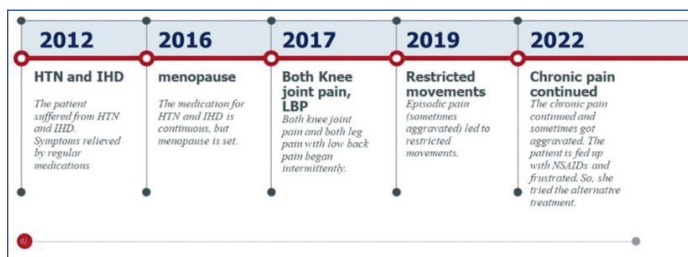 2012
2016
2017
2019
2022
HTN and IHD
The patient
suffered from HTN
and IHD.
Symptoms relieved
by regular
medications
menopause
The medication for
HTN and IHD is
continuous, but
menopause is set.
Both Knee
joint pain,
LBP
Both knee joint
pain and both leg
pain with low back
pain began
intermittently.
Restricted
movements
Episodic pain
(sometimes
aggravated) led to
restricted
movements.
Chronic pain
continued
The chronic pain
continued and
sometimes got
aggravated. The
patient is fed up
with NSAIDs and
frustrated. So, she
tried the alternative
treatment.